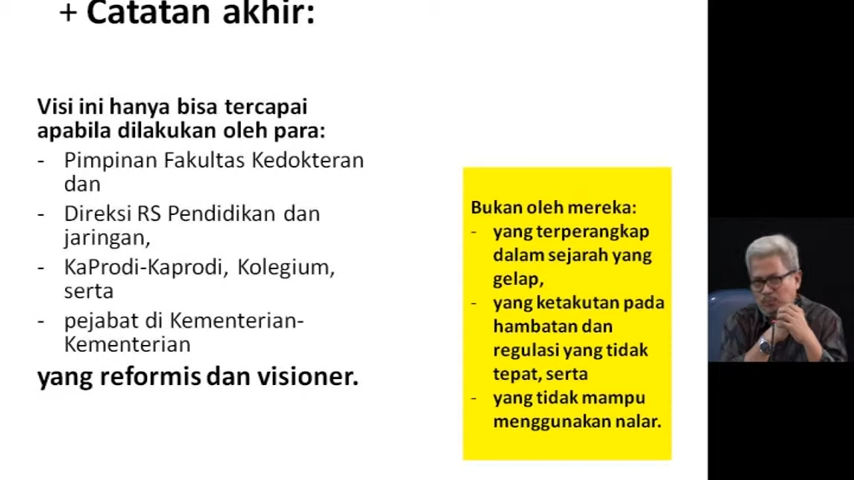 + Catatan akhir:
Visi ini hanya bisa tercapai
apabila dilakukan oleh para:
- Pimpinan Fakultas Kedokteran
dan
- Direksi RS Pendidikan dan
jaringan,
- KaProdi-Kaprodi, Kolegium,
serta
- pejabat di Kementerian-
Kementerian
yang reformis dan visioner.
Bukan oleh mereka:
- yang terperangkap
dalam sejarah yang
gelap,
- yang ketakutan pada
hambatan dan
regulasi yang tidak
tepat, serta
- yang tidak mampu
menggunakan nalar.